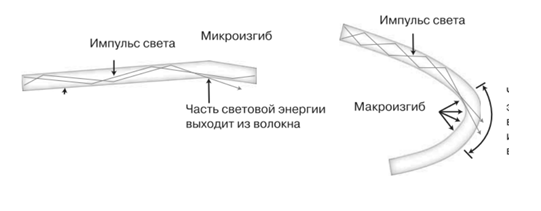 Импульс света
Микроизгиб
Часть световой энергии
выходит из волокна
Импульс света
Макроизгиб